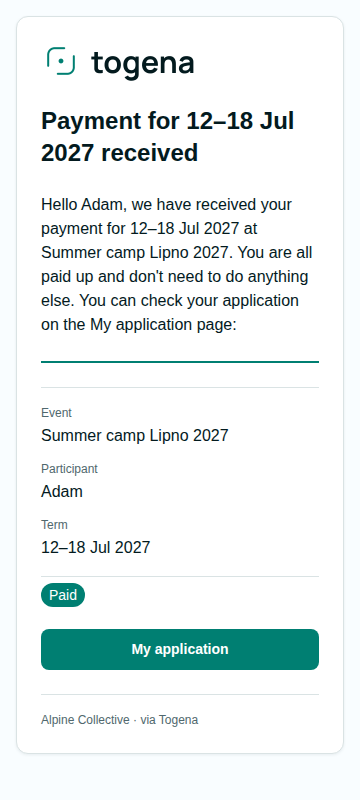 togena
Payment for 12–18 Jul
2027 received
Hello Adam, we have received your
payment for 12–18 Jul 2027 at
Summer camp Lipno 2027. You are all
paid up and don't need to do anything
else. You can check your application
on the My application page:
Event
Summer camp Lipno 2027
Participant
Adam
Term
12–18 Jul 2027
Paid
My application
Alpine Collective · via Togena